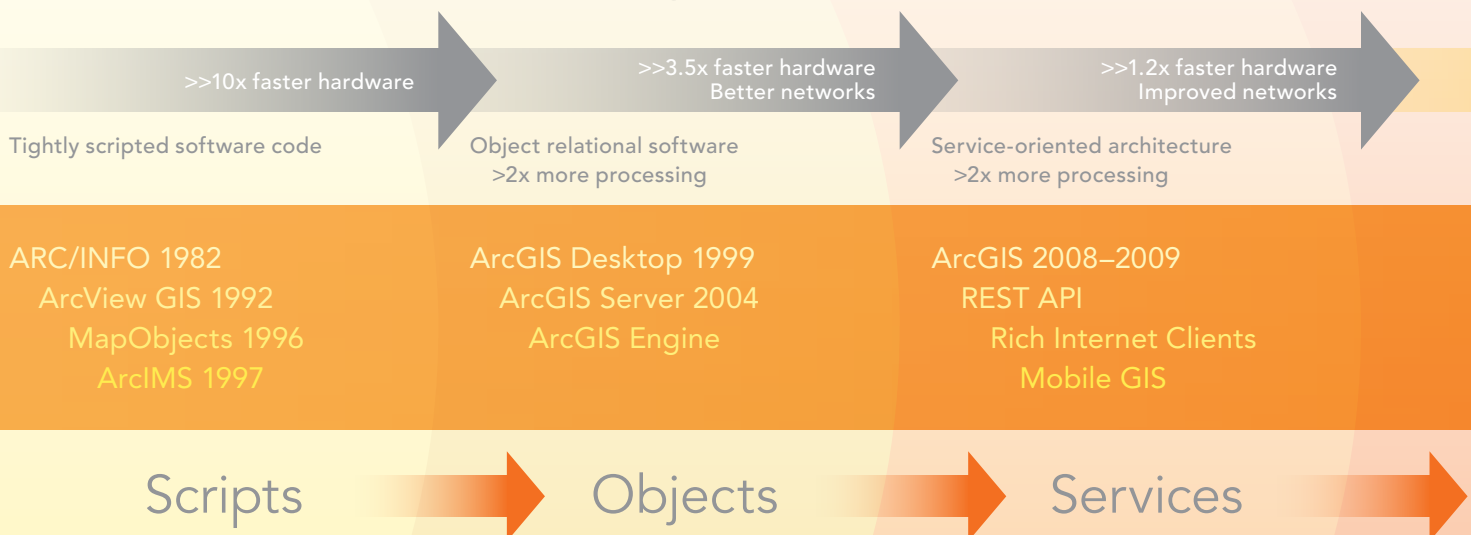 >>10x faster hardware
>>3.5x faster hardware
Better networks
>>1.2x faster hardware
Improved networks
Tightly scripted software code
Object relational software
>2x more processing
Service-oriented architecture
>2x more processing
ARC/INFO 1982
ArcView GIS 1992
MapObjects 1996
ArcIMS 1997
ArcGIS Desktop 1999
ArcGIS Server 2004
ArcGIS Engine
ArcGIS 2008–2009
REST API
Rich Internet Clients
Mobile GIS
Scripts
Objects
Services